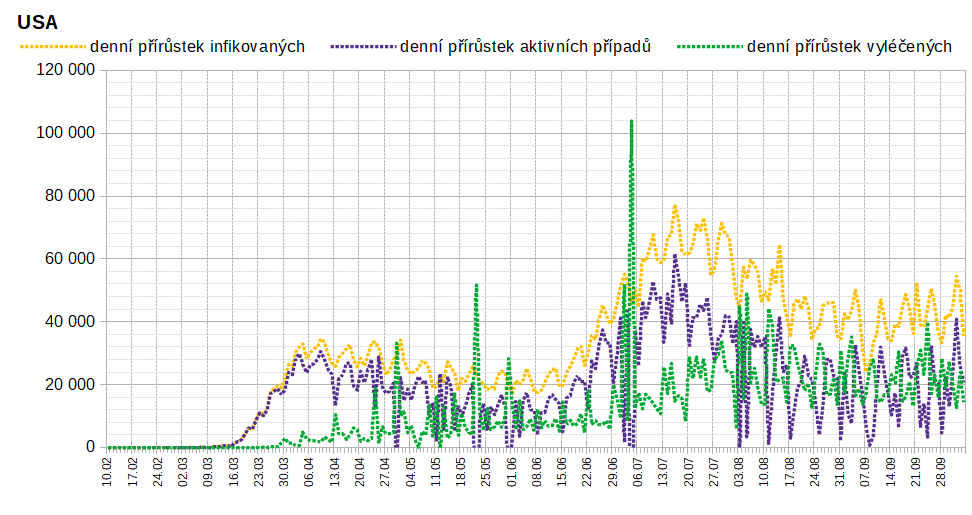 USA
denní přírůstek infikovaných denní přírůstek aktivních případů denní přírůstek vyléčených
120 000
100 000
80 000
60 000
40 000
20 000
0
10.02 17.02 24.02 02.03 09.03 16.03 23.03 30.03 06.04 13.04 20.04 27.04 04.05 11.05 18.05 25.05 01.06 08.06 15.06 22.06 29.06 06.07 13.07 20.07 27.07 03.08 10.08 17.08 24.08 31.08 07.09 14.09 21.09 28.09